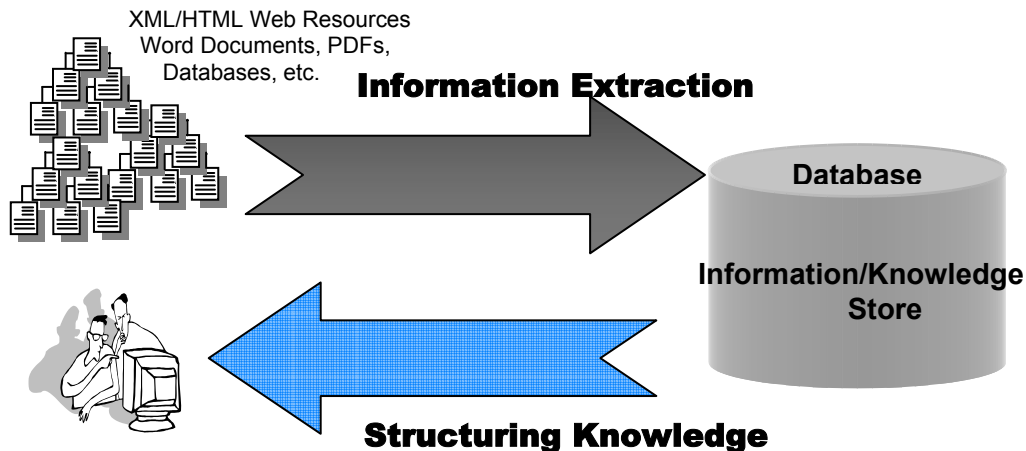 XML/HTML Web Resources
Word Documents, PDFs,
Databases, etc.
Information Extraction
Database
Information/Knowledge
Store
Structuring Knowledge